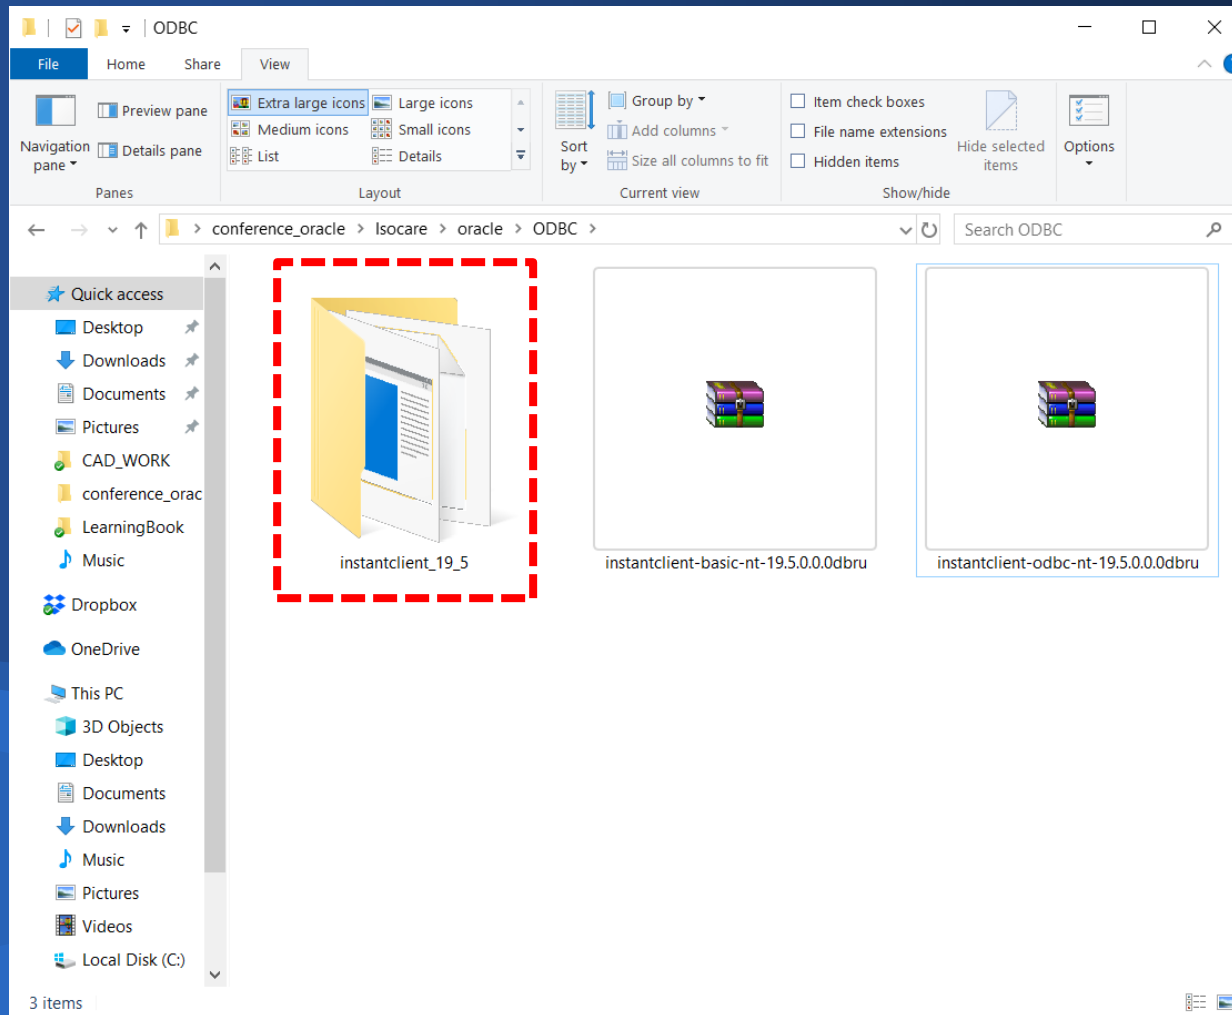 ODBC
File Home Share View
Preview pane
Navigation pane
Details pane
Panes
Extra large icons Large icons
Medium icons Small icons
List Details
Layout
Sort by
Group by
Add columns
Size all columns to fit
Current view
Item check boxes
File name extensions
Hidden items
Hide selected items
Show/hide
Options
conference_oracle > Isocare > oracle > ODBC >
Search ODBC
Quick access
Desktop
Downloads
Documents
Pictures
CAD_WORK
conference_orac
LearningBook
Music
Dropbox
OneDrive
This PC
3D Objects
Desktop
Documents
Downloads
Music
Pictures
Videos
Local Disk (C:)
instantclient_19_5
instantclient-basic-nt-19.5.0.0.0dbru
instantclient-odbc-nt-19.5.0.0.0dbru
3 items